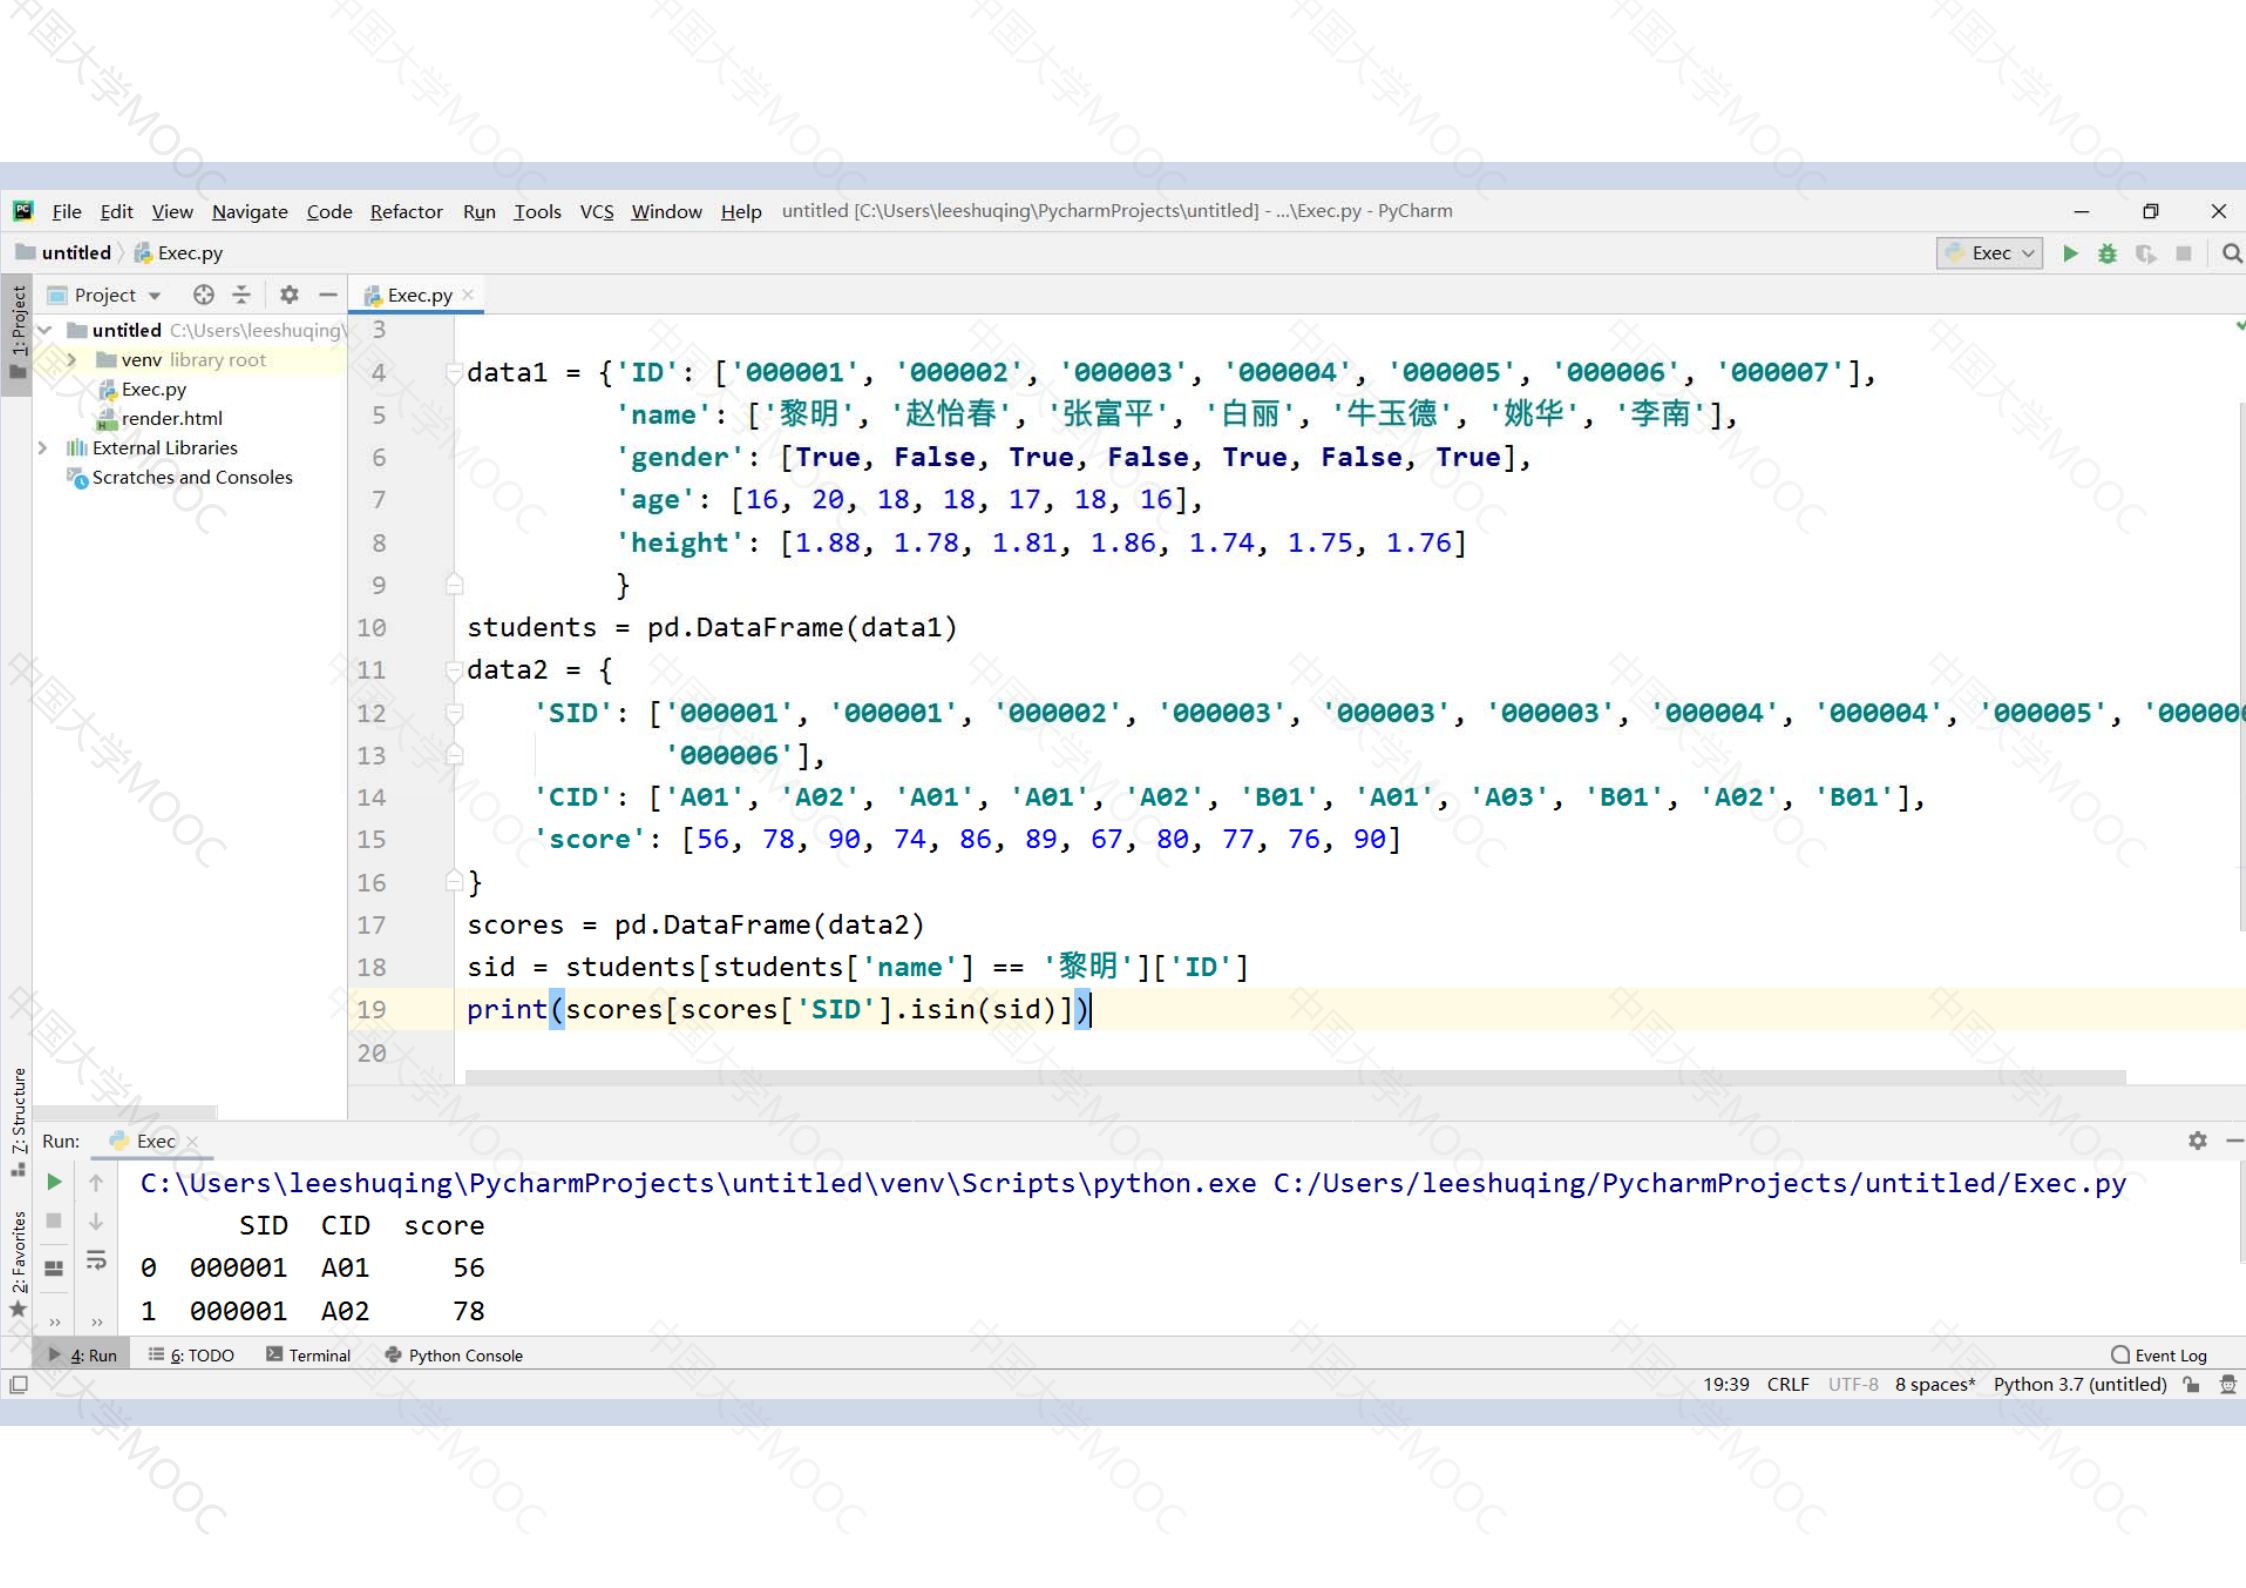 File Edit View Navigate Code Refactor Run Tools VCS Window Help untitled [C:\Users\leeshuqing\PycharmProjects\untitled] - ...\Exec.py - PyCharm
untitled Exec.py Exec
1: Project Project Exec.py
untitled C:\Users\leeshuqing\
venv library root
Exec.py
render.html
External Libraries
Scratches and Consoles
3
4 data1 = {'ID': ['000001', '000002', '000003', '000004', '000005', '000006', '000007'],
5 'name': ['黎明', '赵怡春', '张富平', '白丽', '牛玉德', '姚华', '李南'],
6 'gender': [True, False, True, False, True, False, True],
7 'age': [16, 20, 18, 18, 17, 18, 16],
8 'height': [1.88, 1.78, 1.81, 1.86, 1.74, 1.75, 1.76]
9 }
10 students = pd.DataFrame(data1)
11 data2 = {
12 'SID': ['000001', '000001', '000002', '000003', '000003', '000003', '000004', '000004', '000005', '000006
13 '000006'],
14 'CID': ['A01', 'A02', 'A01', 'A01', 'A02', 'B01', 'A01', 'A03', 'B01', 'A02', 'B01'],
15 'score': [56, 78, 90, 74, 86, 89, 67, 80, 77, 76, 90]
16 }
17 scores = pd.DataFrame(data2)
18 sid = students[students['name'] == '黎明']['ID']
19 print(scores[scores['SID'].isin(sid)])
20
Z: Structure
2: Favorites
Run: Exec
C:\Users\leeshuqing\PycharmProjects\untitled\venv\Scripts\python.exe C:/Users/leeshuqing/PycharmProjects/untitled/Exec.py
SID CID score
0 000001 A01 56
1 000001 A02 78
4: Run 6: TODO Terminal Python Console Event Log
19:39 CRLF UTF-8 8 spaces* Python 3.7 (untitled)
中国大学MOOC